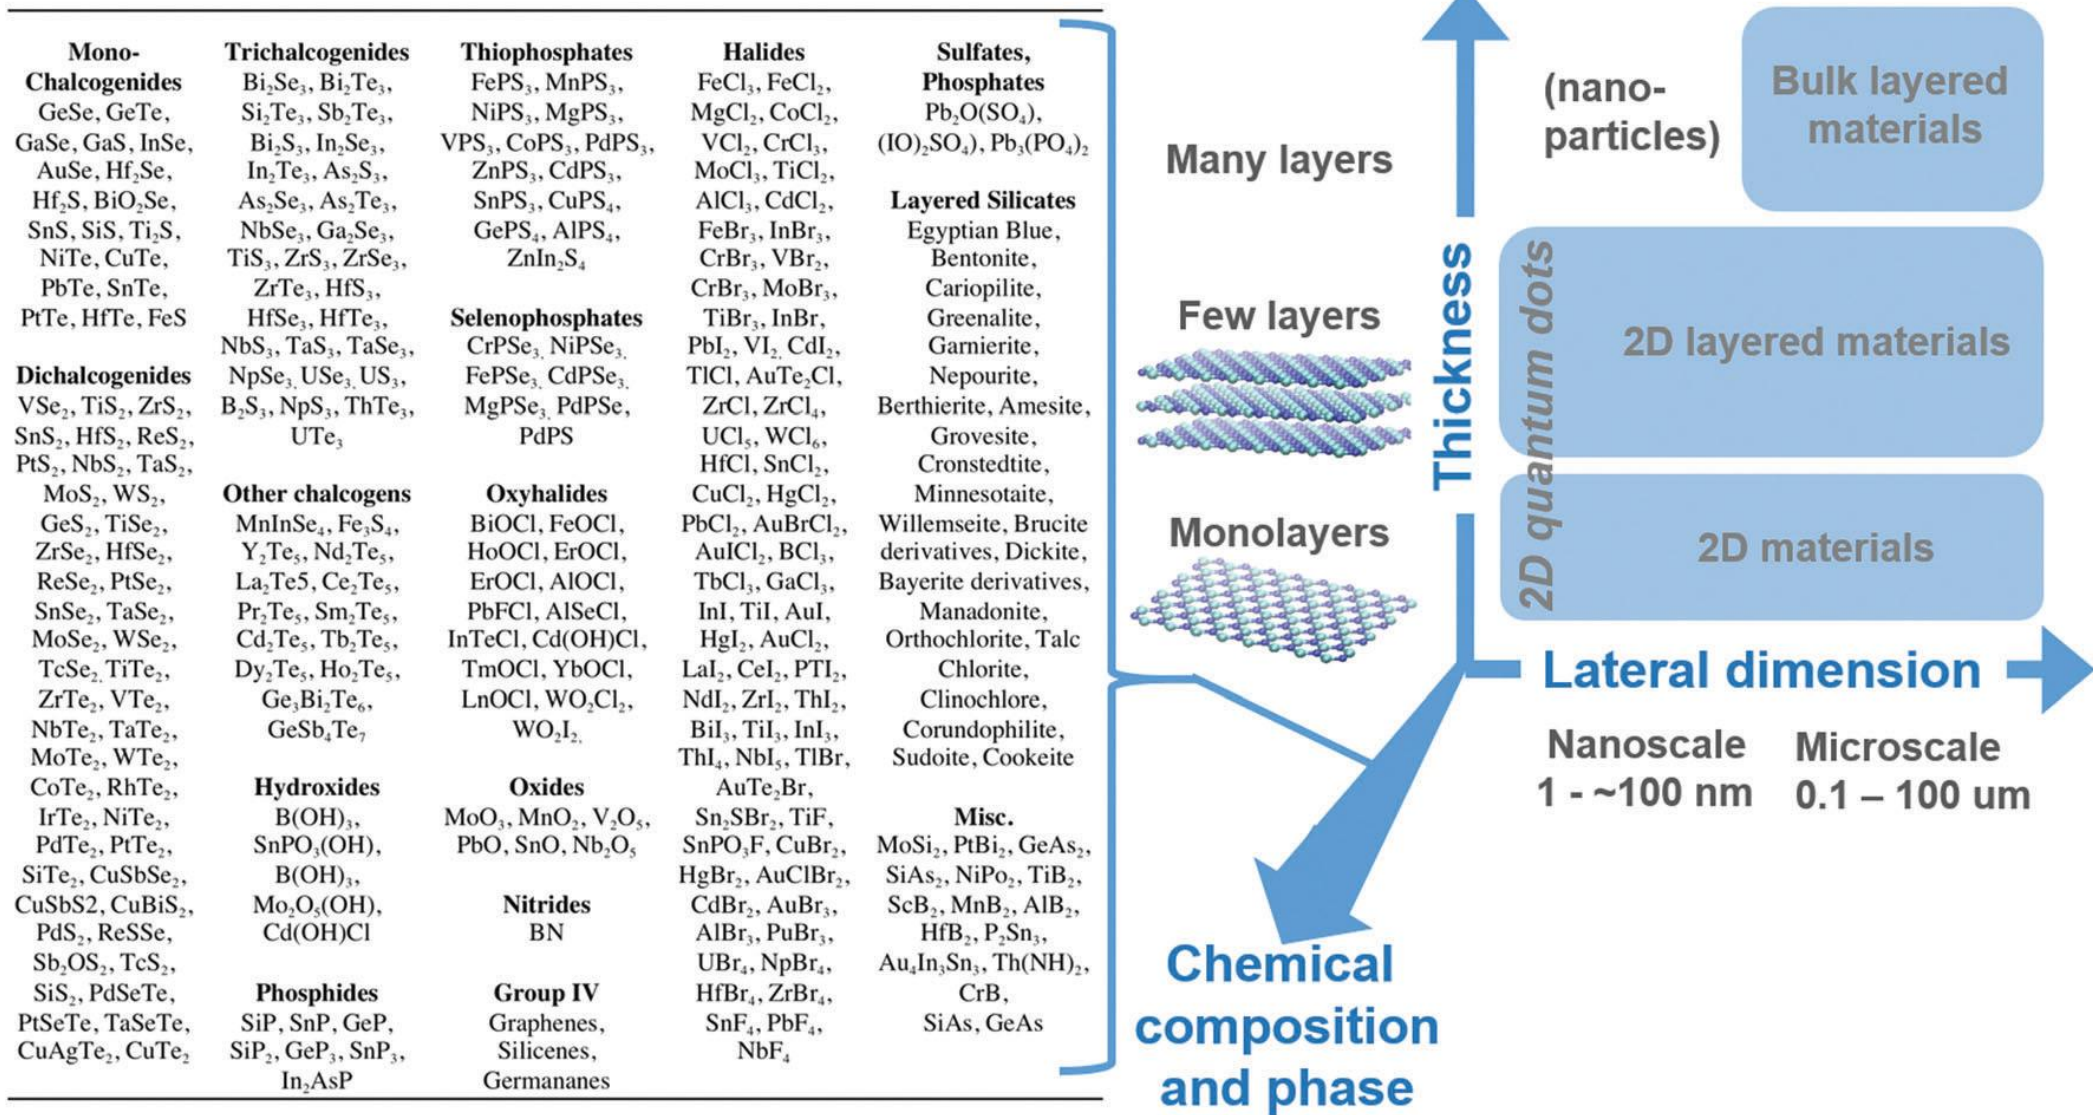 Mono-
Chalcogenides
GeSe, GeTe,
GaSe, GaS, InSe,
AuSe, Hf₂Se,
Hf₂S, BiO₂Se,
SnS, SiS, Ti₂S,
NiTe, CuTe,
PbTe, SnTe,
PtTe, HfTe, FeS
Dichalcogenides
VSe₂, TiS₂, ZrS₂,
SnS₂, HfS₂, ReS₂,
PtS₂, NbS₂, TaS₂,
MoS₂, WS₂,
GeS₂, TiSe₂,
ZrSe₂, HfSe₂,
ReSe₂, PtSe₂,
SnSe₂, TaSe₂,
MoSe₂, WSe₂,
TcSe₂, TiTe₂,
ZrTe₂, VTe₂,
NbTe₂, TaTe₂,
MoTe₂, WTe₂,
CoTe₂, RhTe₂,
IrTe₂, NiTe₂,
PdTe₂, PtTe₂,
SiTe₂, CuSbSe₂,
CuSbS2, CuBiS₂,
PdS₂, ReSSe,
Sb₂OS₂, TcS₂,
SiS₂, PdSeTe,
PtSeTe, TaSeTe,
CuAgTe₂, CuTe₂
Trichalcogenides
Bi₂Se₃, Bi₂Te₃,
Si₂Te₃, Sb₂Te₃,
Bi₂S₃, In₂Se₃,
In₂Te₃, As₂S₃,
As₂Se₃, As₂Te₃,
NbSe₃, Ga₂Se₃,
TiS₃, ZrS₃, ZrSe₃,
ZrTe₃, HfS₃,
HfSe₃, HfTe₃,
NbS₃, TaS₃, TaSe₃,
NpSe₃, USe₃, US₃,
B₂S₃, NpS₃, ThTe₃,
UTe₃
Other chalcogens
MnInSe₄, Fe₃S₄,
Y₂Te₅, Nd₂Te₅,
La₂Te5, Ce₂Te₅,
Pr₂Te₅, Sm₂Te₅,
Cd₂Te₅, Tb₂Te₅,
Dy₂Te₅, Ho₂Te₅,
Ge₃Bi₂Te₆,
GeSb₄Te₇
Hydroxides
B(OH)₃,
SnPO₃(OH),
B(OH)₃,
Mo₂O₅(OH),
Cd(OH)Cl
Phosphides
SiP, SnP, GeP,
SiP₂, GeP₃, SnP₃,
In₂AsP
Thiophosphates
FePS₃, MnPS₃,
NiPS₃, MgPS₃,
VPS₃, CoPS₃, PdPS₃,
ZnPS₃, CdPS₃,
SnPS₃, CuPS₄,
GePS₄, AlPS₄,
ZnIn₂S₄
Selenophosphates
CrPSe₃, NiPSe₃,
FePSe₃, CdPSe₃,
MgPSe₃, PdPSe,
PdPS
Oxyhalides
BiOCl, FeOCl,
HoOCl, ErOCl,
ErOCl, AlOCl,
PbFCl, AlSeCl,
InTeCl, Cd(OH)Cl,
TmOCl, YbOCl,
LnOCl, WO₂Cl₂,
WO₂I₂,
Oxides
MoO₃, MnO₂, V₂O₅,
PbO, SnO, Nb₂O₅
Nitrides
BN
Group IV
Graphenes,
Silicenes,
Germananes
Halides
FeCl₃, FeCl₂,
MgCl₂, CoCl₂,
VCl₂, CrCl₃,
MoCl₃, TiCl₂,
AlCl₃, CdCl₂,
FeBr₃, InBr₃,
CrBr₃, VBr₂,
CrBr₃, MoBr₃,
TiBr₃, InBr,
PbI₂, VI₂, CdI₂,
TlCl, AuTe₂Cl,
ZrCl, ZrCl₄,
UCl₅, WCl₆,
HfCl, SnCl₂,
CuCl₂, HgCl₂,
PbCl₂, AuBrCl₂,
AuICl₂, BCl₃,
TbCl₃, GaCl₃,
InI, TiI, AuI,
HgI₂, AuCl₂,
LaI₂, CeI₂, PTI₂,
NdI₂, ZrI₂, ThI₂,
BiI₃, TiI₃, InI₃,
ThI₄, NbI₅, TlBr,
AuTe₂Br,
Sn₂SBr₂, TiF,
SnPO₃F, CuBr₂,
HgBr₂, AuClBr₂,
CdBr₂, AuBr₃,
AlBr₃, PuBr₃,
UBr₄, NpBr₄,
HfBr₄, ZrBr₄,
SnF₄, PbF₄,
NbF₄
Sulfates,
Phosphates
Pb₂O(SO₄),
(IO)₂SO₄), Pb₃(PO₄)₂
Layered Silicates
Egyptian Blue,
Bentonite,
Cariopilite,
Greenalite,
Garnierite,
Nepourite,
Berthierite, Amesite,
Grovesite,
Cronstedtite,
Minnesotaite,
Willemseite, Brucite
derivatives, Dickite,
Bayerite derivatives,
Manadonite,
Orthochlorite, Talc
Chlorite,
Clinochlore,
Corundophilite,
Sudoite, Cookeite
Misc.
MoSi₂, PtBi₂, GeAs₂,
SiAs₂, NiPo₂, TiB₂,
ScB₂, MnB₂, AlB₂,
HfB₂, P₂Sn₃,
Au₄In₃Sn₃, Th(NH)₂,
CrB,
SiAs, GeAs
Many layers
Few layers
Monolayers
Thickness
(nano-
particles)
Bulk layered
materials
2D quantum dots
2D layered materials
2D materials
Lateral dimension
Nanoscale
1 - ~100 nm
Microscale
0.1 – 100 um
Chemical
composition
and phase